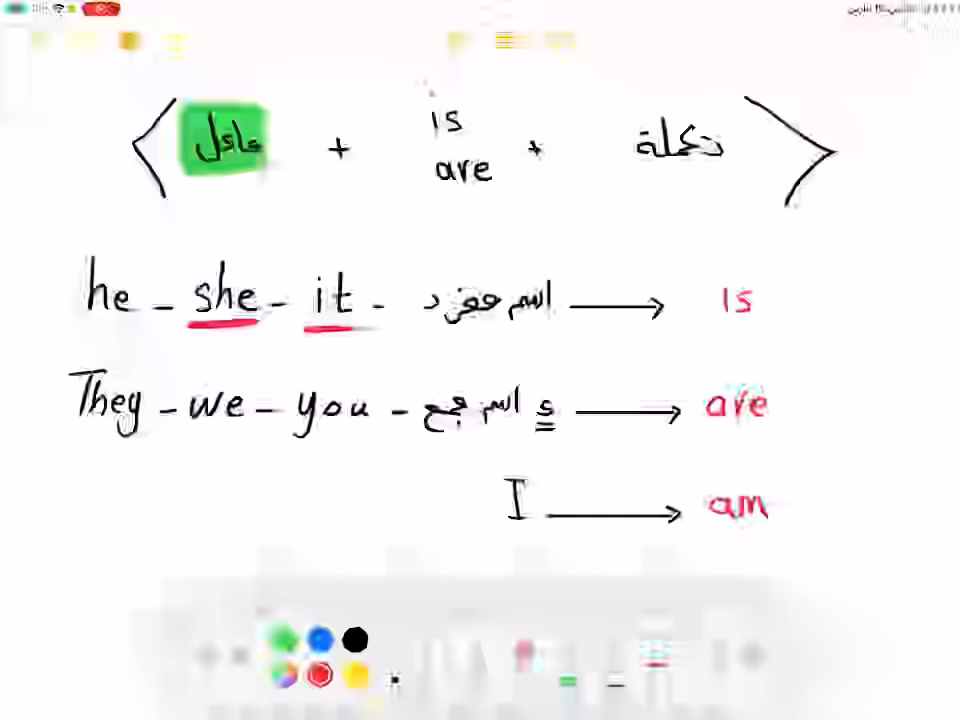 < فاعل + is are + تكملة >
he - she - it - اسم مفرد → is
They - we - you - اسم جمع s → are
I → am